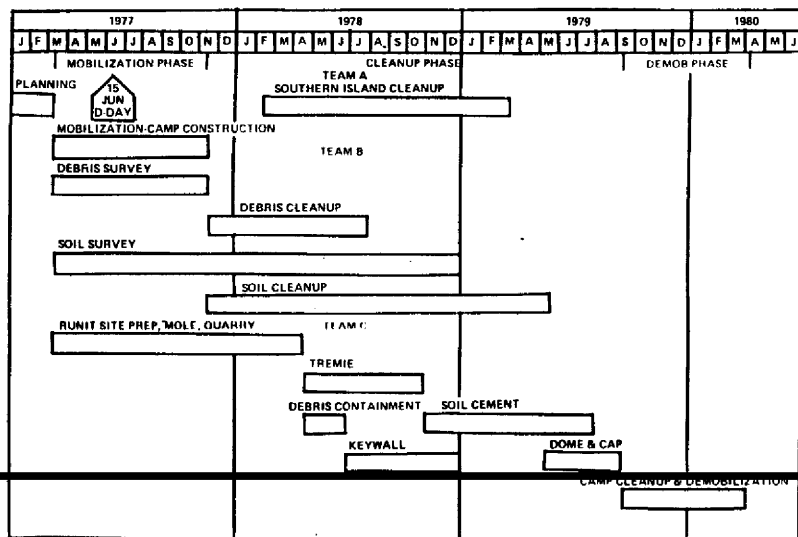 1977 1978 1979 1980
J F M A M J J A S O N D J F M A M J J A S O N D J F M A M J J A S O N D J F M A M J
MOBILIZATION PHASE CLEANUP PHASE DEMOB PHASE
PLANNING
15
JUN
D-DAY
TEAM A
SOUTHERN ISLAND CLEANUP
MOBILIZATION-CAMP CONSTRUCTION
TEAM B
DEBRIS SURVEY
DEBRIS CLEANUP
SOIL SURVEY
SOIL CLEANUP
RUNIT SITE PREP, MOLE, QUARRY
TEAM C
TREMIE
DEBRIS CONTAINMENT
SOIL CEMENT
KEYWALL
DOME & CAP
CAMP CLEANUP & DEMOBILIZATION